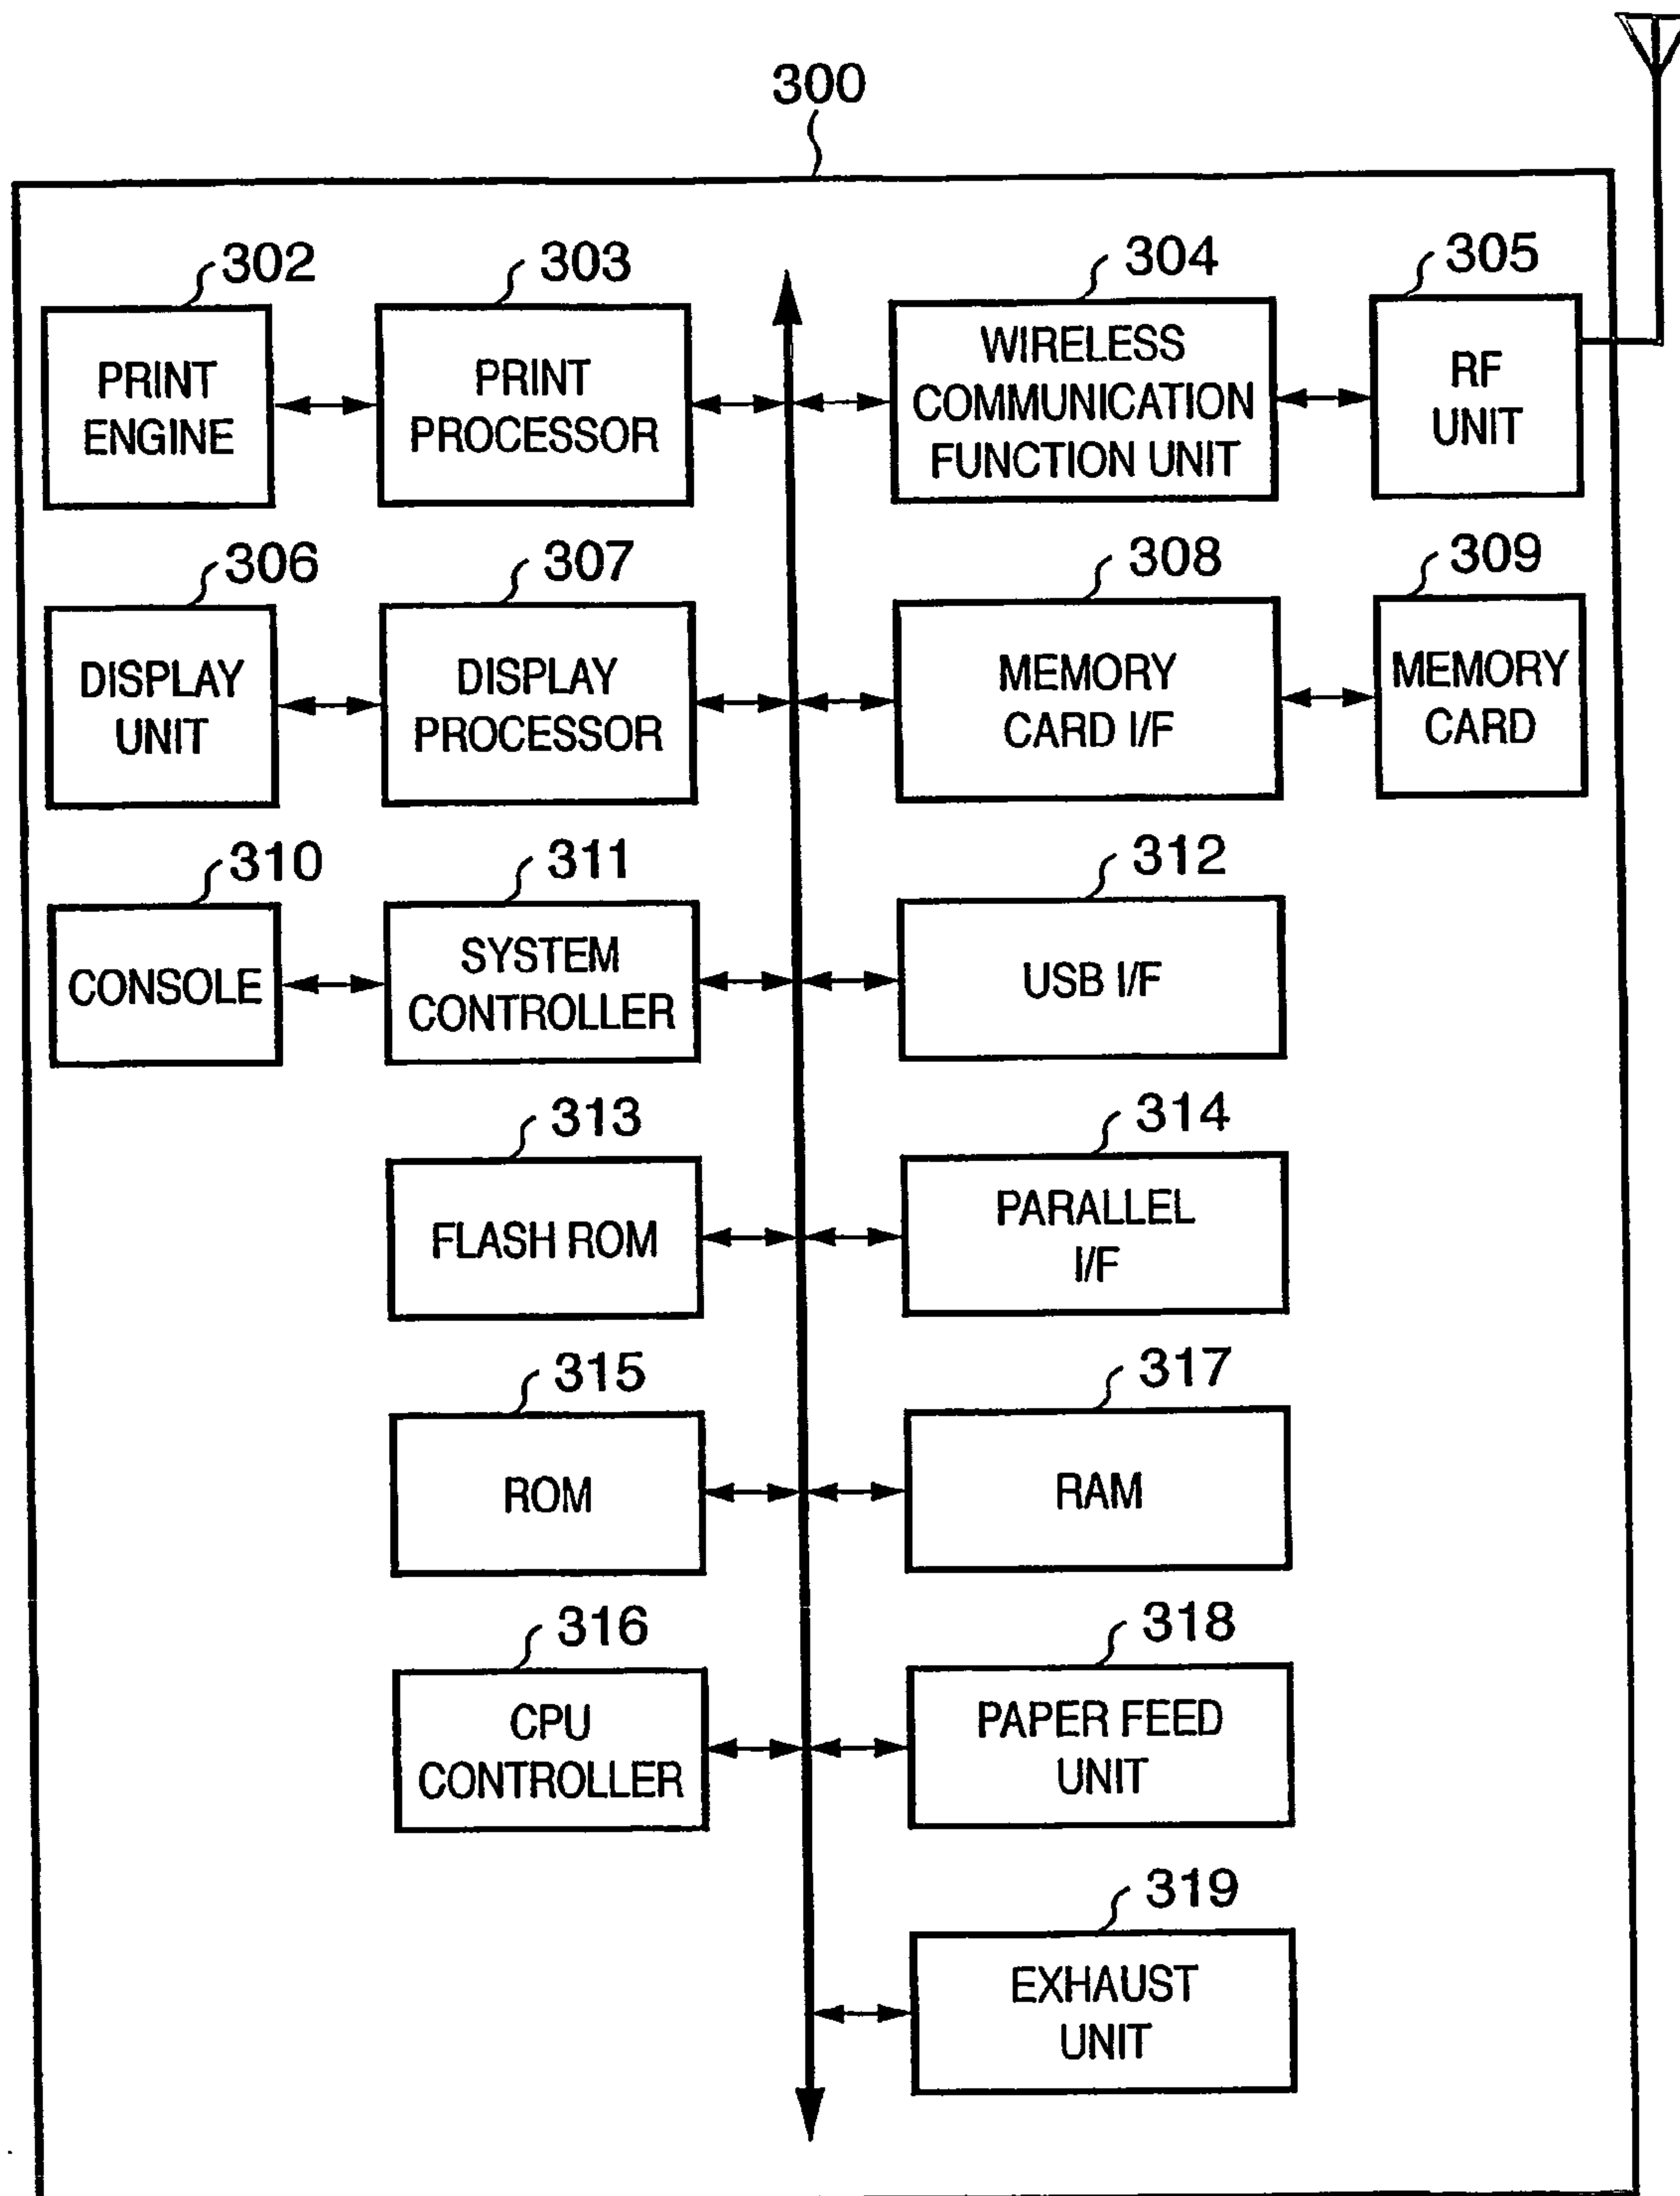 300
302
303
304
305
PRINT
ENGINE
PRINT
PROCESSOR
WIRELESS
COMMUNICATION
FUNCTION UNIT
RF
UNIT
306
307
308
309
DISPLAY
UNIT
DISPLAY
PROCESSOR
MEMORY
CARD I/F
MEMORY
CARD
310
311
312
CONSOLE
SYSTEM
CONTROLLER
USB I/F
313
314
FLASH ROM
PARALLEL
I/F
315
317
ROM
RAM
316
318
CPU
CONTROLLER
PAPER FEED
UNIT
319
EXHAUST
UNIT